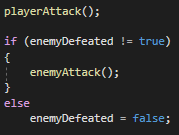 playerAttack();
if (enemyDefeated != true)
{
enemyAttack();
}
else
enemyDefeated = false;